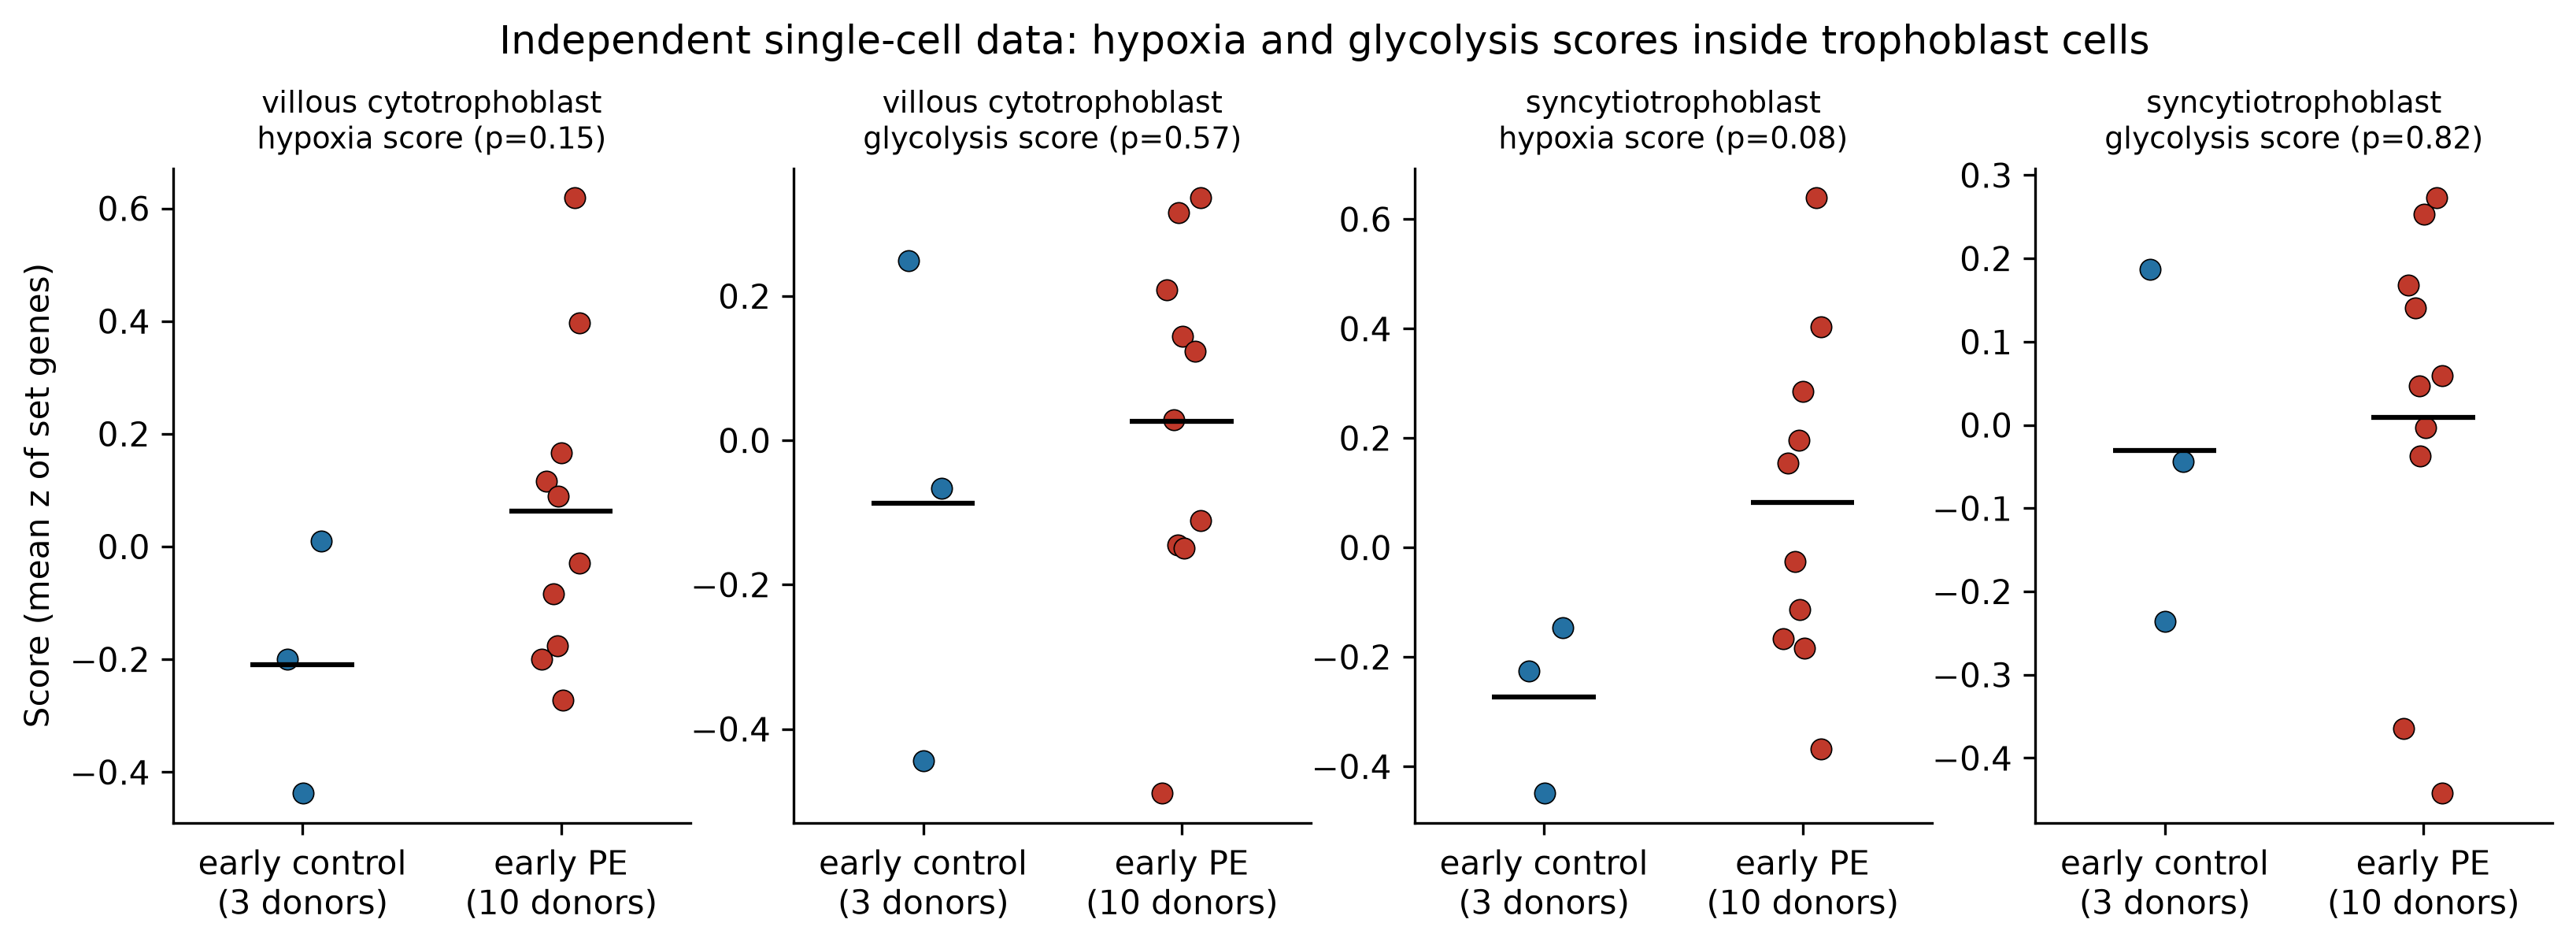 Independent single-cell data: hypoxia and glycolysis scores inside trophoblast cells
villous cytotrophoblast
hypoxia score (p=0.15)
Score (mean z of set genes)
0.6
0.4
0.2
0.0
−0.2
−0.4
early control
(3 donors)
early PE
(10 donors)
villous cytotrophoblast
glycolysis score (p=0.57)
0.2
0.0
−0.2
−0.4
early control
(3 donors)
early PE
(10 donors)
syncytiotrophoblast
hypoxia score (p=0.08)
0.6
0.4
0.2
0.0
−0.2
−0.4
early control
(3 donors)
early PE
(10 donors)
syncytiotrophoblast
glycolysis score (p=0.82)
0.3
0.2
0.1
0.0
−0.1
−0.2
−0.3
−0.4
early control
(3 donors)
early PE
(10 donors)